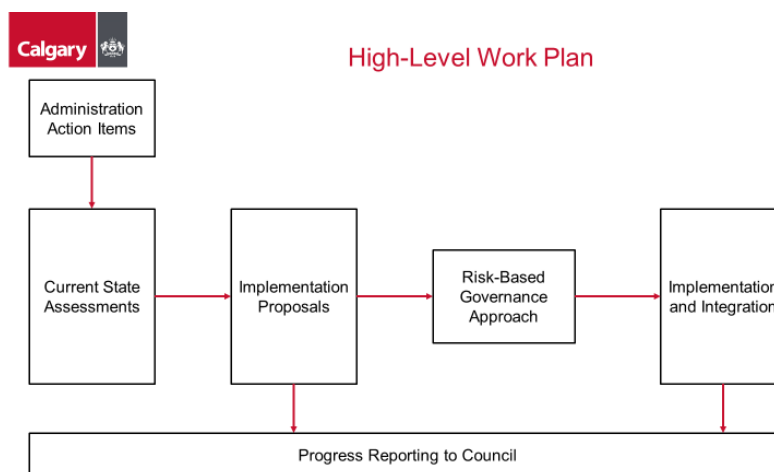 Calgary
High-Level Work Plan
Administration
Action Items
Current State
Assessments
Implementation
Proposals
Risk-Based
Governance
Approach
Implementation
and Integration
Progress Reporting to Council